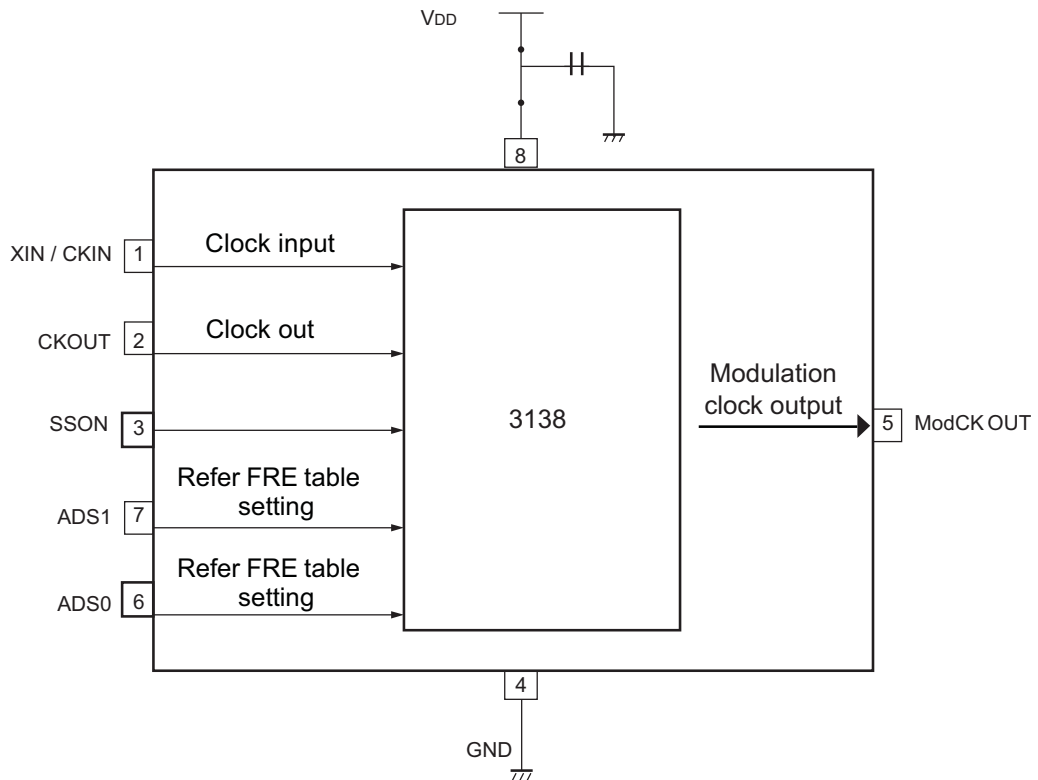 VDD
8
XIN / CKIN
1
Clock input
CKOUT
2
Clock out
SSON
3
3138
Modulation
clock output
5
ModCK OUT
Refer FRE table
setting
ADS1
7
Refer FRE table
setting
ADS0
6
4
GND